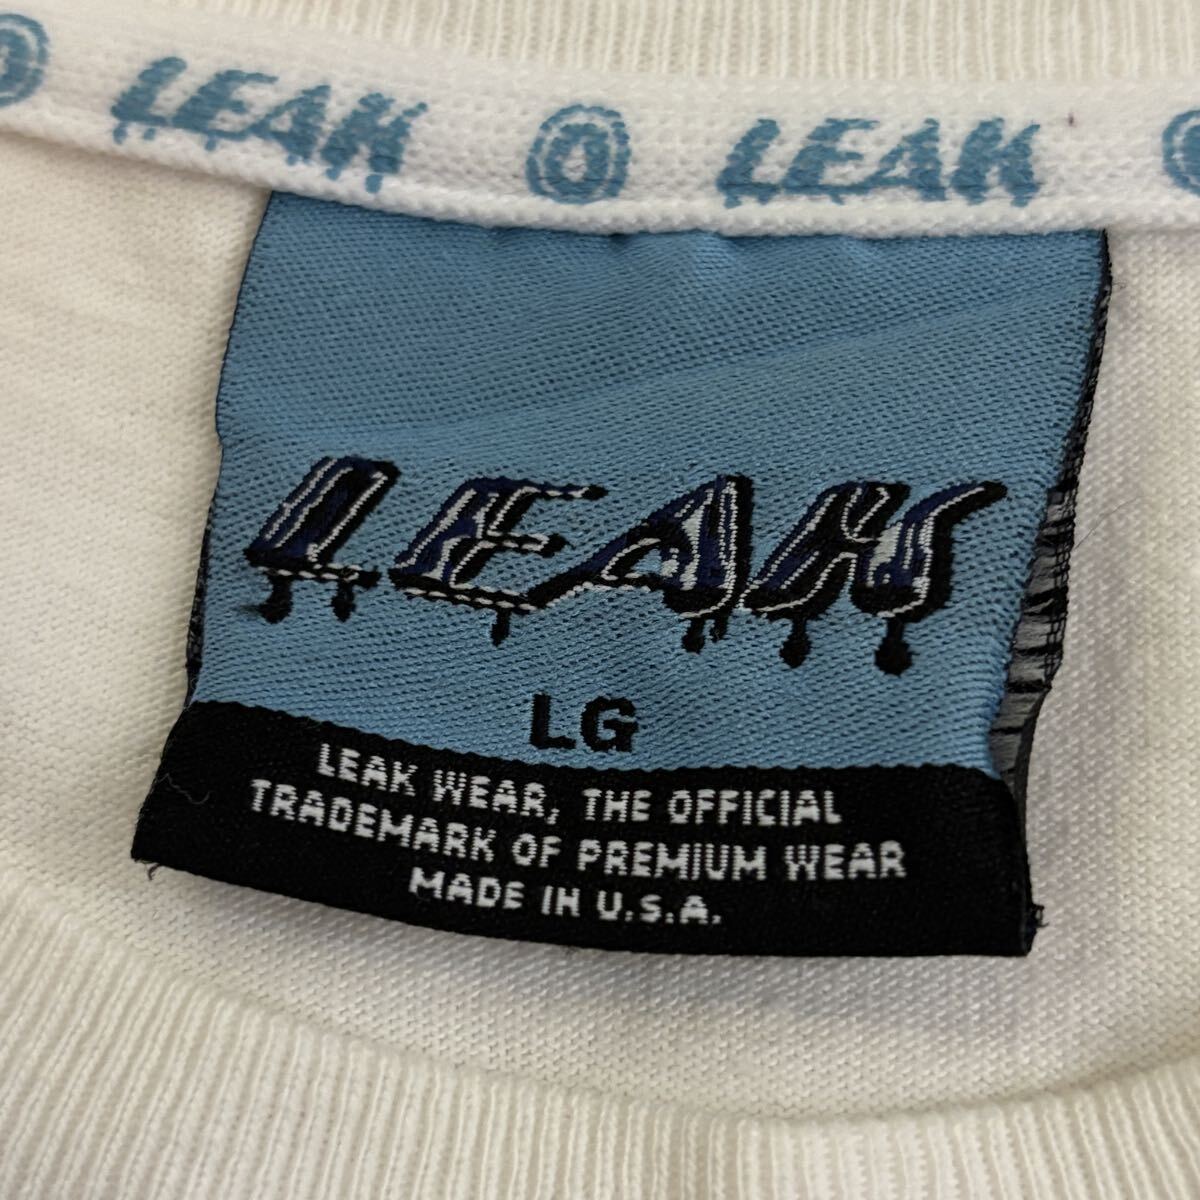 LEAK LEAK
LEAK
LG
LEAK WEAR, THE OFFICIAL
TRADEMARK OF PREMIUM WEAR
MADE IN U.S.A.